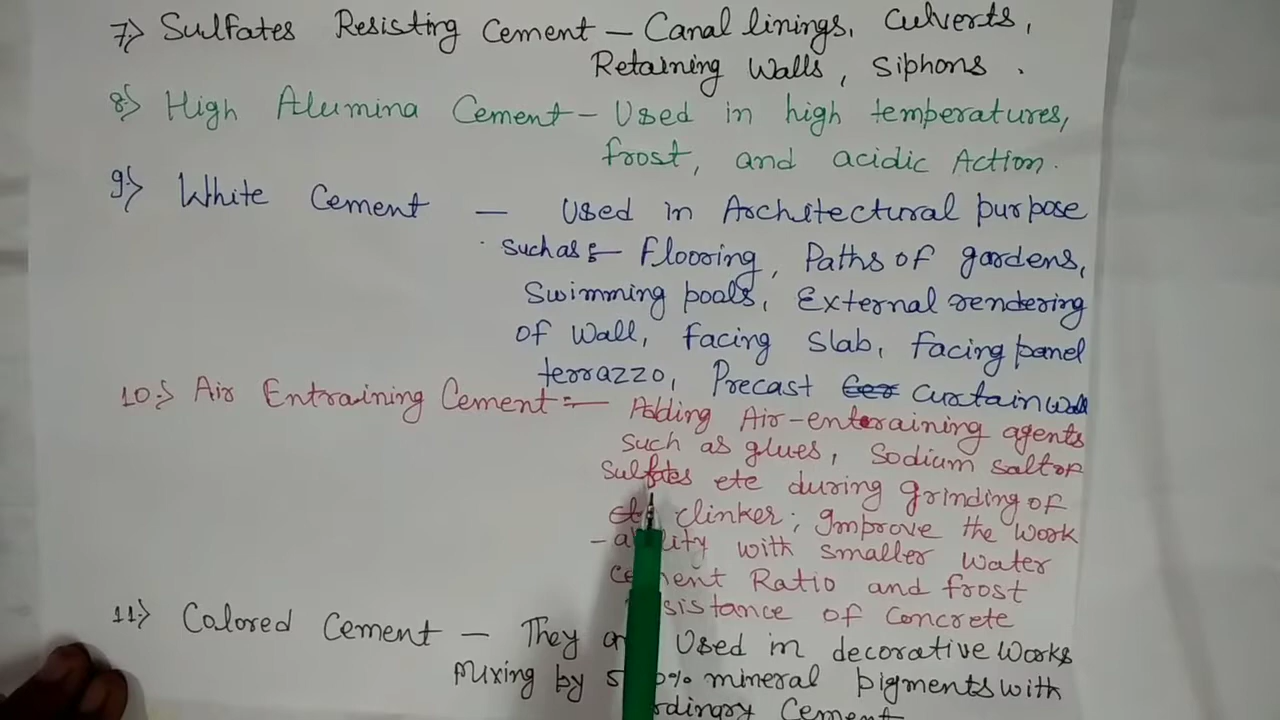 7) Sulfates Resisting Cement – Canal linings, Culverts,
Retaining Walls, Siphons.
8) High Alumina Cement – Used in high temperatures,
frost, and acidic Action.
9) White Cement – Used in Architectural purpose
such as :– Flooring, Paths of gardens,
Swimming pools, External rendering
of wall, facing slab, facing panel
terrazzo, Precast curtain wall
10:) Air Entraining Cement :– Adding Air-entraining agents
such as glues, Sodium salt of
Sulfates etc during grinding of
clinker; Improve the work
-ability with smaller water
cement Ratio and frost
of concrete
11) Colored Cement – They Used in decorative works
Mixing by mineral pigments with
Cement